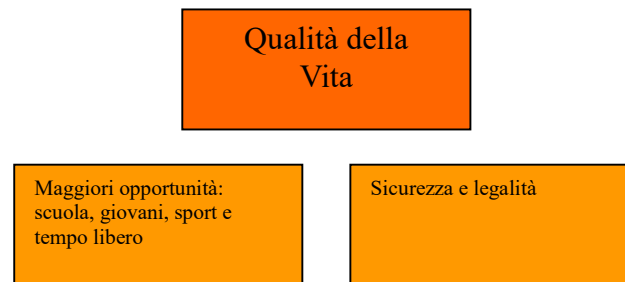 Qualità della
Vita
Maggiori opportunità:
scuola, giovani, sport e
tempo libero
Sicurezza e legalità